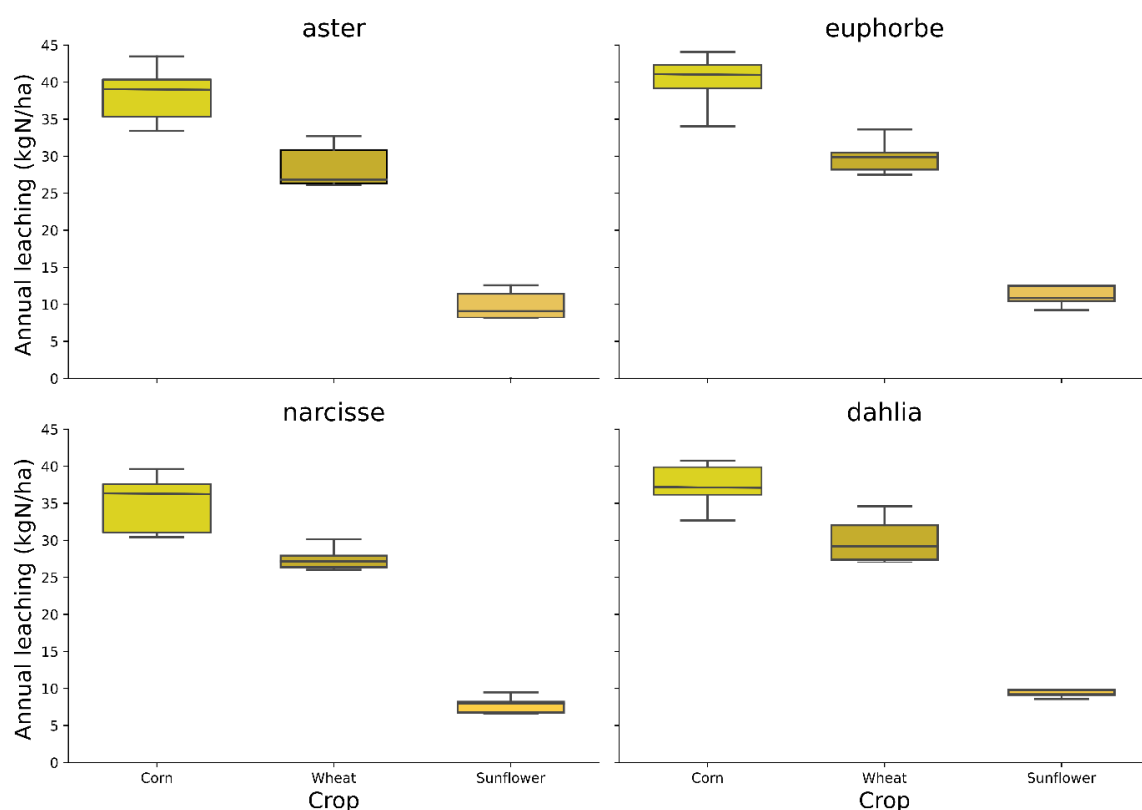 aster
euphorbe
Annual leaching (kgN/ha)
45
40
35
30
25
20
15
10
5
0
narcisse
dahlia
Annual leaching (kgN/ha)
45
40
35
30
25
20
15
10
5
0
Corn Wheat Sunflower
Crop
Corn Wheat Sunflower
Crop